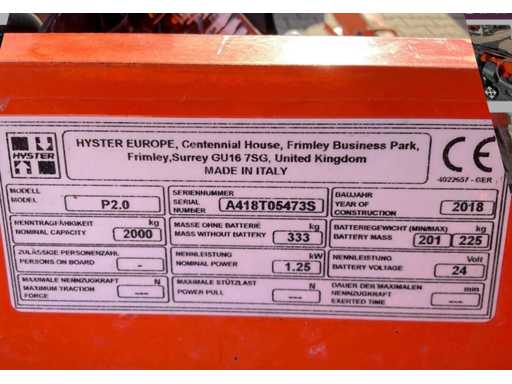 HYSTER
HYSTER EUROPE, Centennial House, Frimley Business Park,
Frimley,Surrey GU16 7SG, United Kingdom
MADE IN ITALY
CE
4022657 - GER
MODELL
MODEL P2.0
SERIENNUMMER
SERIAL NUMBER A418T05473S
BAUJAHR
YEAR OF CONSTRUCTION 2018
NENNTRAGFÄHIGKEIT kg
NOMINAL CAPACITY 2000
MASSE OHNE BATTERIE kg
MASS WITHOUT BATTERY 333
BATTERIEGEWICHT (MIN/MAX) kg
BATTERY MASS 201 225
ZULÄSSIGE PERSONENZAHL
PERSONS ON BOARD -
NENNLEISTUNG kW
NOMINAL POWER 1.25
NENNLEISTUNG Volt
BATTERY VOLTAGE 24
MAXIMALE NENNZUGKRAFT N
MAXIMUM TRACTION
FORCE ---
MAXIMALE STÜTZLAST N
POWER PULL ---
DAUER DER MAXIMALEN min
NENNZUGKRAFT
EXERTED TIME ---